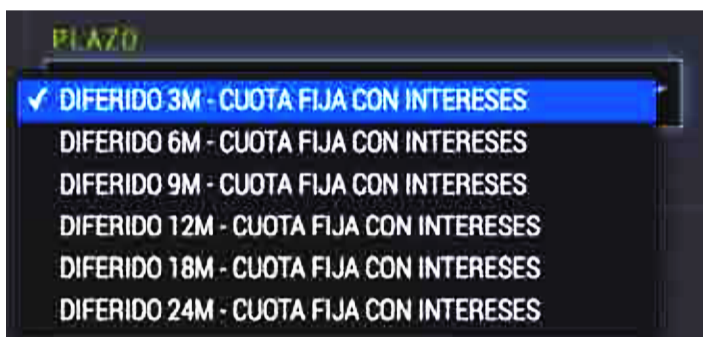 PLAZO
✓ DIFERIDO 3M - CUOTA FIJA CON INTERESES
DIFERIDO 6M - CUOTA FIJA CON INTERESES
DIFERIDO 9M - CUOTA FIJA CON INTERESES
DIFERIDO 12M - CUOTA FIJA CON INTERESES
DIFERIDO 18M - CUOTA FIJA CON INTERESES
DIFERIDO 24M - CUOTA FIJA CON INTERESES